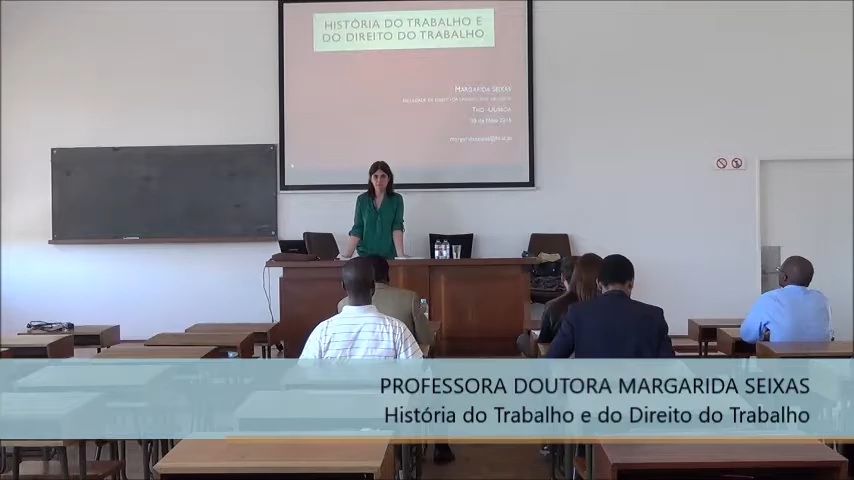 HISTÓRIA DO TRABALHO E
DO DIREITO DO TRABALHO
MARGARIDA SEIXAS
PROFESSORA DOUTORA MARGARIDA SEIXAS
História do Trabalho e do Direito do Trabalho